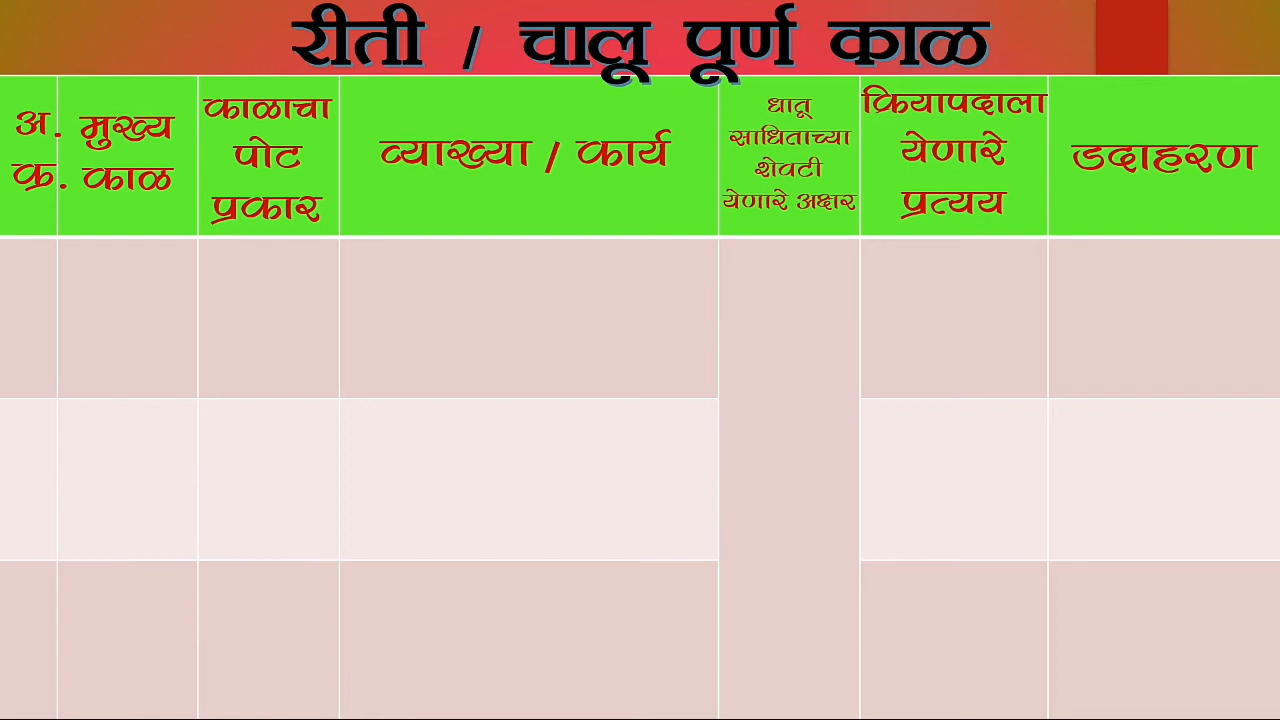 रीती / चालू पूर्ण काळ
अ.
क्र.
मुख्य
काळ
काळाचा
पोट
प्रकार
व्याख्या / कार्य
धातू
साधिताच्या
शेवटी
येणारे अक्षर
क्रियापदाला
येणारे
प्रत्यय
उदाहरण